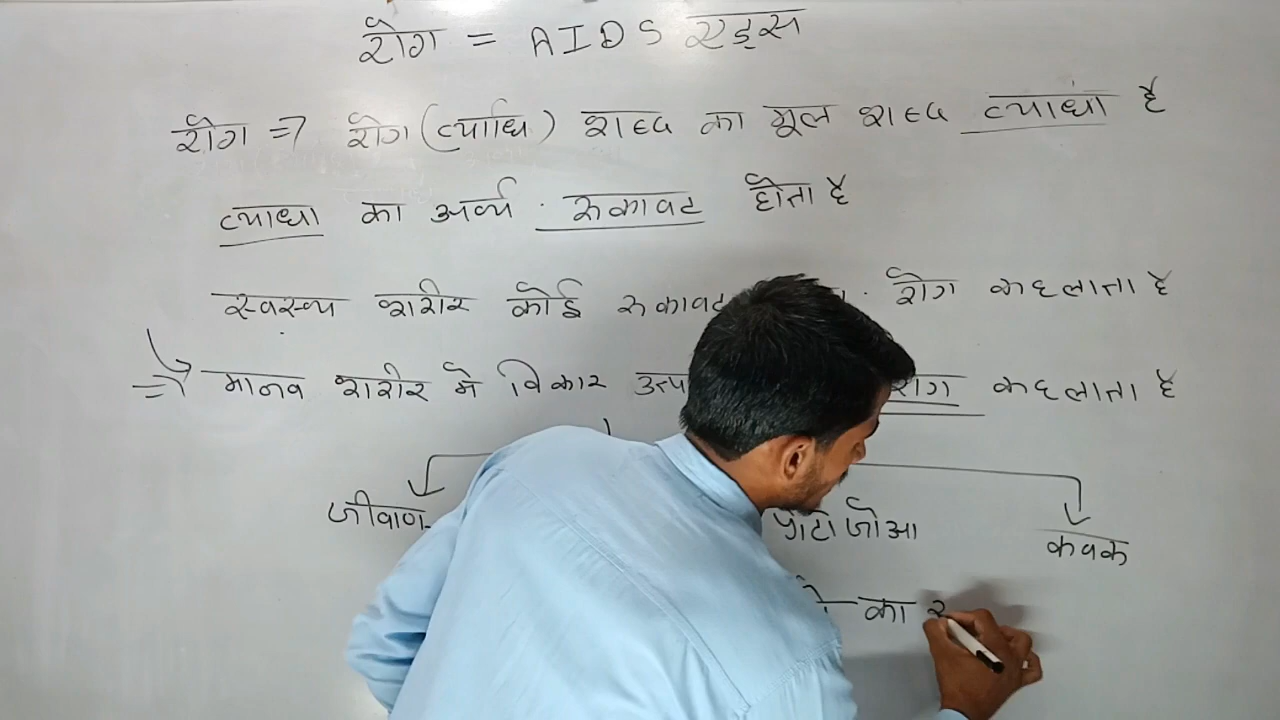 रोग = AIDS एड्स
रोग => रोग (व्याधि) शब्द का मूल शब्द व्याधा है
व्याधा का अर्थ रुकावट होता है
स्वस्थ्य शरीर कोई रुकावट रोग कहलाता है
=> मानव शरीर मे विकार उत्प रोग कहलाता है
जीवाण प्रोटोजोआ कवक
का र